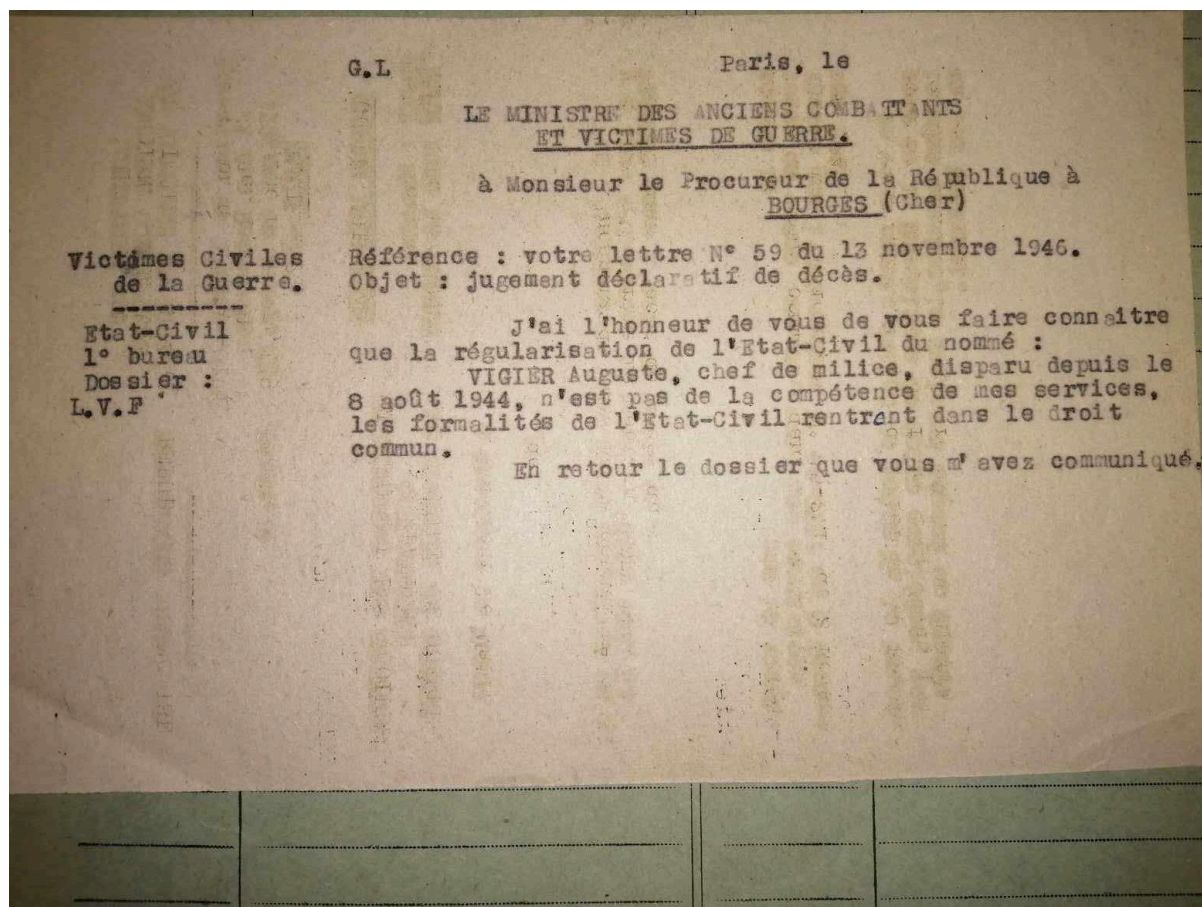 G.L Paris, le
LE MINISTRE DES ANCIENS COMBATTANTS
ET VICTIMES DE GUERRE.
à Monsieur le Procureur de la République à
BOURGES (Cher)
Victimes Civiles
de la Guerre.
----------
Etat-Civil
1° bureau
Dossier :
L.V.F
Référence : votre lettre N° 59 du 13 novembre 1946.
Objet : jugement déclaratif de décès.
J'ai l'honneur de vous de vous faire connaitre
que la régularisation de l'Etat-Civil du nommé :
VIGIER Auguste, chef de milice, disparu depuis le
8 août 1944, n'est pas de la compétence de mes services,
les formalités de l'Etat-Civil rentrant dans le droit
commun.
En retour le dossier que vous m'avez communiqué.